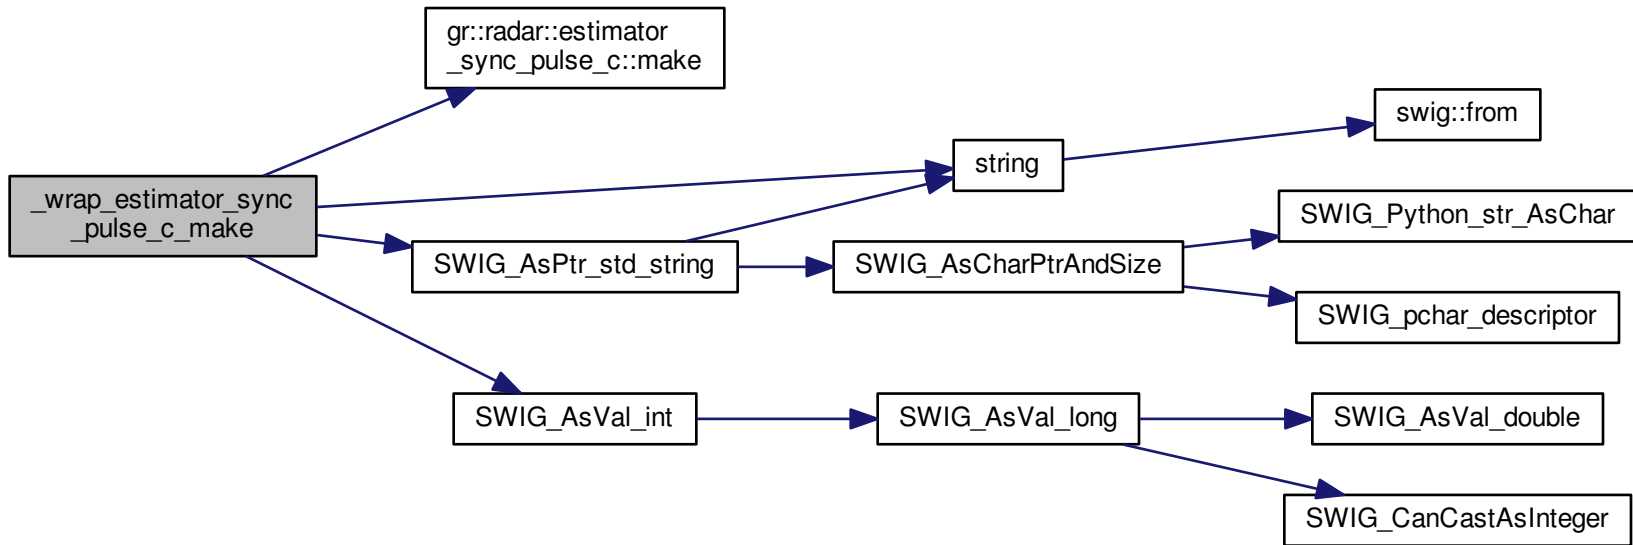 gr::radar::estimator
_sync_pulse_c::make
swig::from
string
_wrap_estimator_sync
_pulse_c_make
SWIG_Python_str_AsChar
SWIG_AsPtr_std_string
SWIG_AsCharPtrAndSize
SWIG_pchar_descriptor
SWIG_AsVal_int
SWIG_AsVal_long
SWIG_AsVal_double
SWIG_CanCastAsInteger